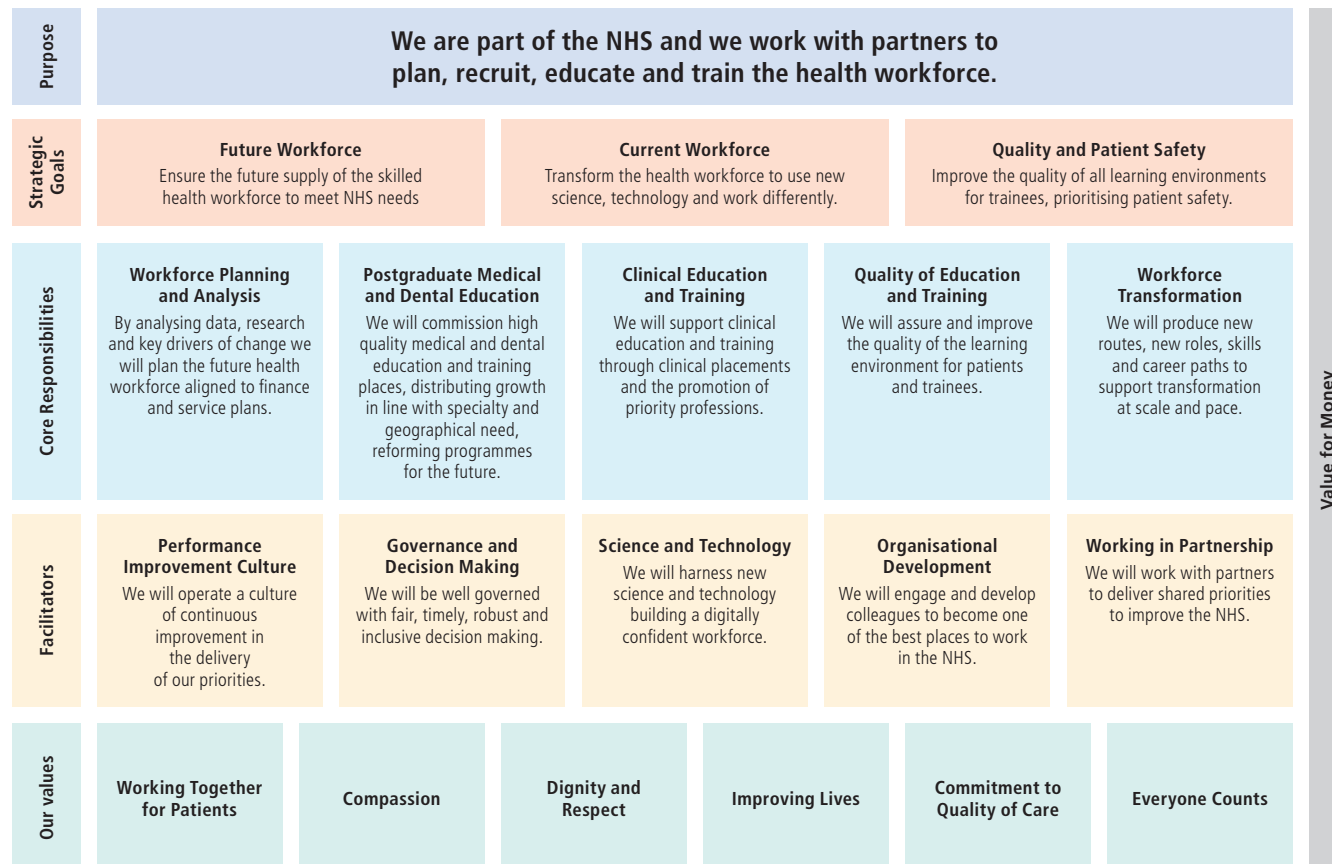 Purpose
We are part of the NHS and we work with partners to
plan, recruit, educate and train the health workforce.
Strategic
Goals
Future Workforce
Ensure the future supply of the skilled
health workforce to meet NHS needs
Current Workforce
Transform the health workforce to use new
science, technology and work differently.
Quality and Patient Safety
Improve the quality of all learning environments
for trainees, prioritising patient safety.
Core Responsibilities
Workforce Planning
and Analysis
By analysing data, research
and key drivers of change we
will plan the future health
workforce aligned to finance
and service plans.
Postgraduate Medical
and Dental Education
We will commission high
quality medical and dental
education and training
places, distributing growth
in line with specialty and
geographical need,
reforming programmes
for the future.
Clinical Education
and Training
We will support clinical
education and training
through clinical placements
and the promotion of
priority professions.
Quality of Education
and Training
We will assure and improve
the quality of the learning
environment for patients
and trainees.
Workforce
Transformation
We will produce new
routes, new roles, skills
and career paths to
support transformation
at scale and pace.
Facilitators
Performance
Improvement Culture
We will operate a culture
of continuous
improvement in
the delivery
of our priorities.
Governance and
Decision Making
We will be well governed
with fair, timely, robust and
inclusive decision making.
Science and Technology
We will harness new
science and technology
building a digitally
confident workforce.
Organisational
Development
We will engage and develop
colleagues to become one
of the best places to work
in the NHS.
Working in Partnership
We will work with partners
to deliver shared priorities
to improve the NHS.
Our values
Working Together
for Patients
Compassion
Dignity and
Respect
Improving Lives
Commitment to
Quality of Care
Everyone Counts
Value for Money